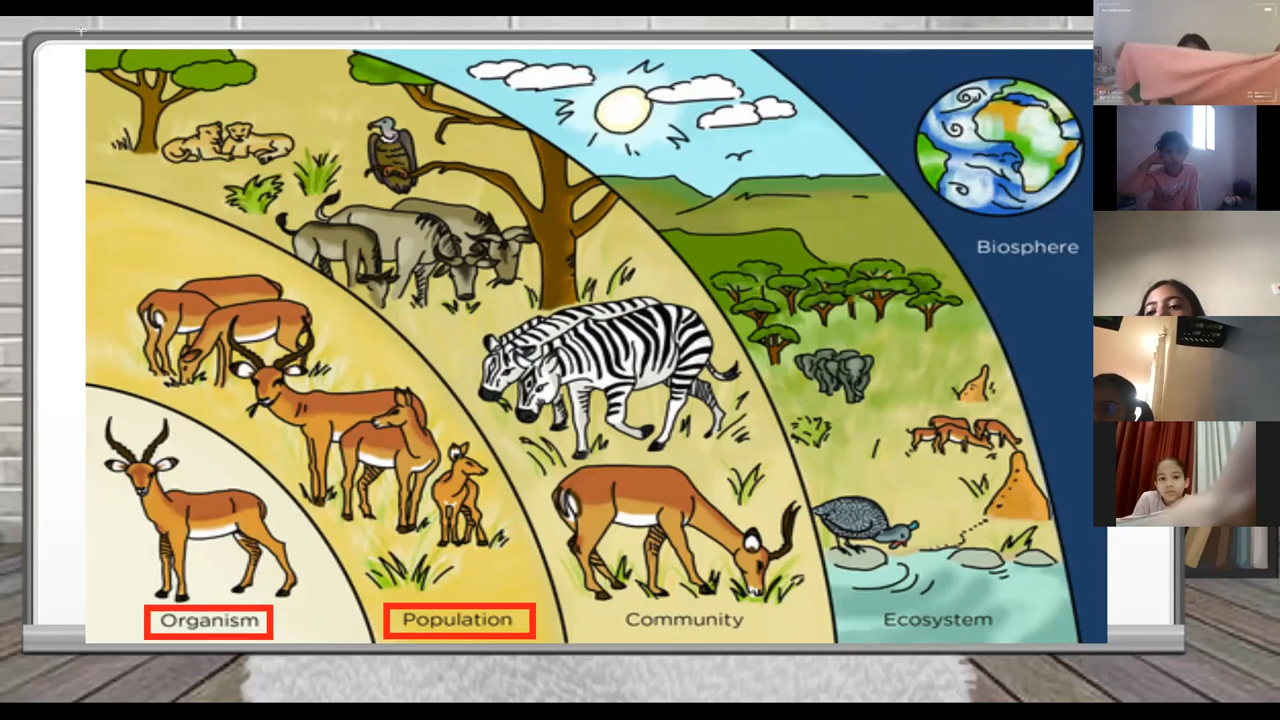 Biosphere
Organism
Population
Community
Ecosystem